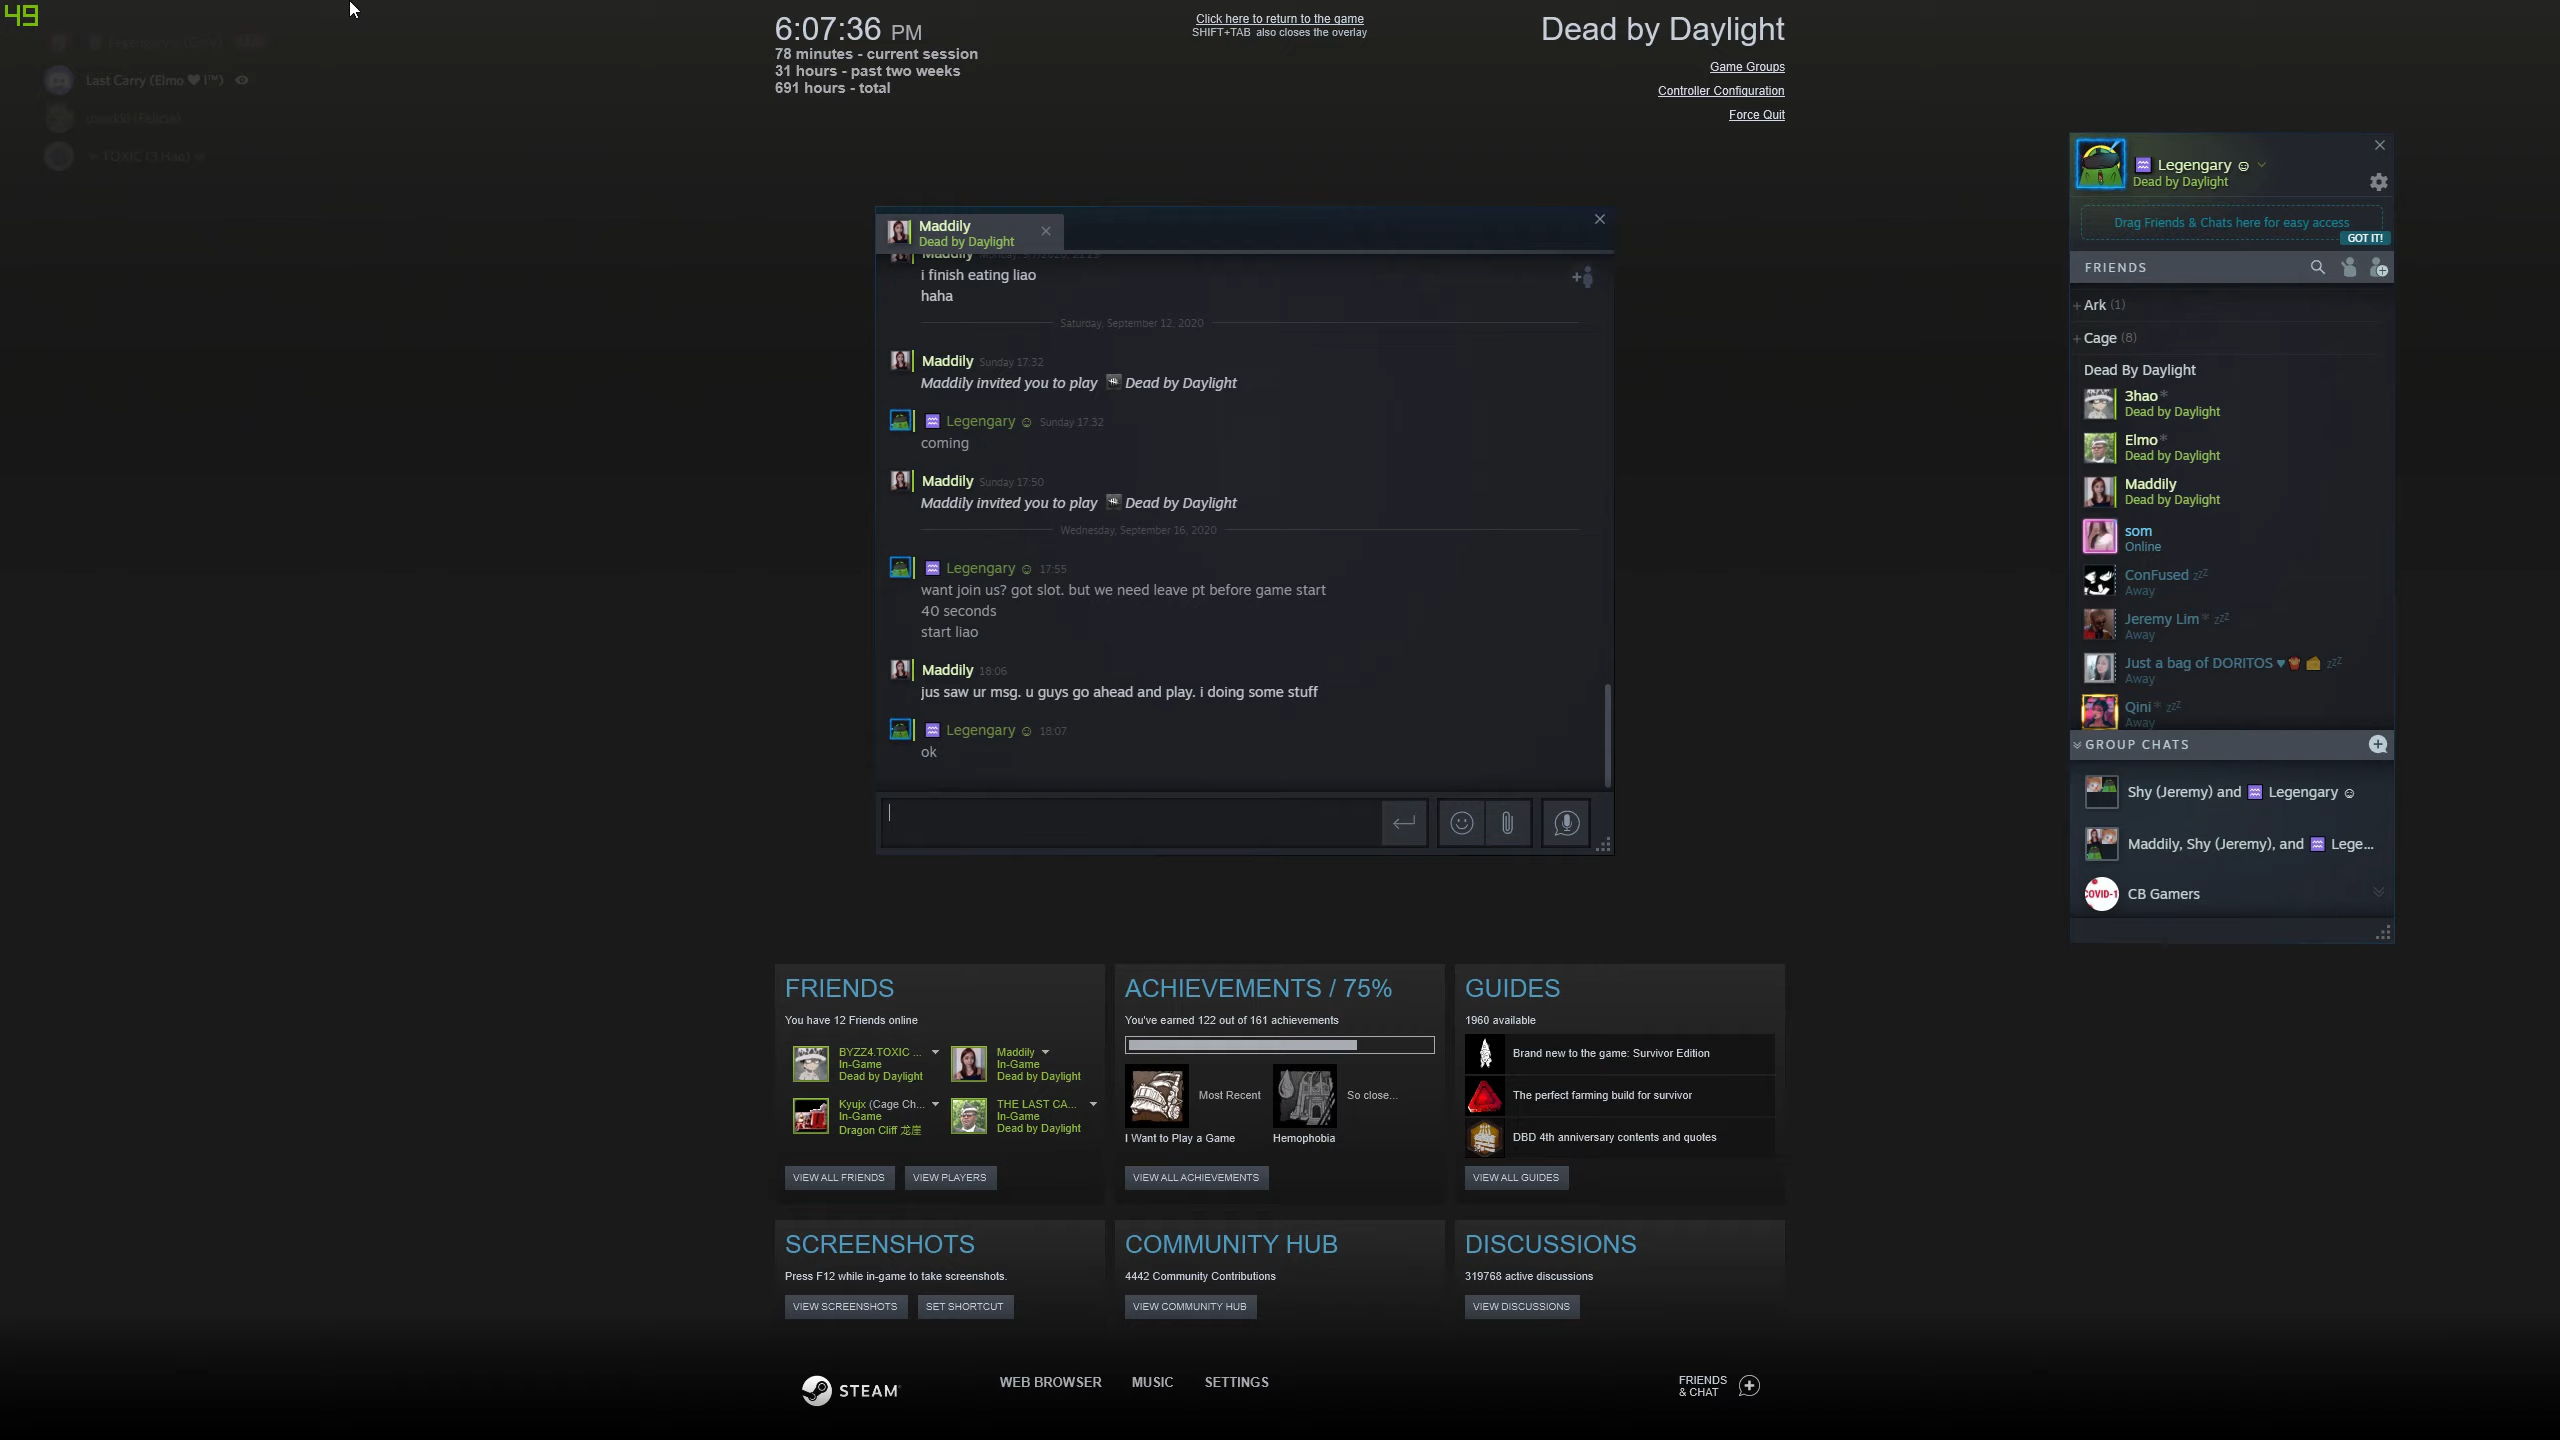 49
6:07:36 PM
78 minutes - current session
31 hours - past two weeks
691 hours - total
Click here to return to the game
SHIFT+TAB also closes the overlay
Dead by Daylight
Game Groups
Controller Configuration
Force Quit
Last Carry (Elmo ♥ I™)
TOXIC (3 Hao)
Maddily
Dead by Daylight
Maddily
i finish eating liao
haha
Saturday, September 12, 2020
Maddily Sunday 17:32
Maddily invited you to play Dead by Daylight
♒ Legengary ☺ Sunday 17:32
coming
Maddily Sunday 17:50
Maddily invited you to play Dead by Daylight
Wednesday, September 16, 2020
♒ Legengary ☺ 17:55
want join us? got slot. but we need leave pt before game start
40 seconds
start liao
Maddily 18:06
jus saw ur msg. u guys go ahead and play. i doing some stuff
♒ Legengary ☺ 18:07
ok
♒ Legengary ☺
Dead by Daylight
Drag Friends & Chats here for easy access
GOT IT!
FRIENDS
+ Ark (1)
+ Cage (8)
Dead By Daylight
3hao *
Dead by Daylight
Elmo *
Dead by Daylight
Maddily
Dead by Daylight
som
Online
ConFused zzZ
Away
Jeremy Lim * zzZ
Away
Just a bag of DORITOS ♥🍟🧀 zzZ
Away
Qini * zzZ
Away
GROUP CHATS
Shy (Jeremy) and ♒ Legengary ☺
Maddily, Shy (Jeremy), and ♒ Lege...
COVID-1
CB Gamers
FRIENDS
You have 12 Friends online
BYZZ4.TOXIC ...
In-Game
Dead by Daylight
Maddily
In-Game
Dead by Daylight
Kyujx (Cage Ch...
In-Game
Dragon Cliff 龙崖
THE LAST CA...
In-Game
Dead by Daylight
VIEW ALL FRIENDS
VIEW PLAYERS
ACHIEVEMENTS / 75%
You've earned 122 out of 161 achievements
Most Recent
So close...
I Want to Play a Game
Hemophobia
VIEW ALL ACHIEVEMENTS
GUIDES
1960 available
Brand new to the game: Survivor Edition
The perfect farming build for survivor
DBD 4th anniversary contents and quotes
VIEW ALL GUIDES
SCREENSHOTS
Press F12 while in-game to take screenshots.
VIEW SCREENSHOTS
SET SHORTCUT
COMMUNITY HUB
4442 Community Contributions
VIEW COMMUNITY HUB
DISCUSSIONS
319768 active discussions
VIEW DISCUSSIONS
STEAM
WEB BROWSER
MUSIC
SETTINGS
FRIENDS
& CHAT